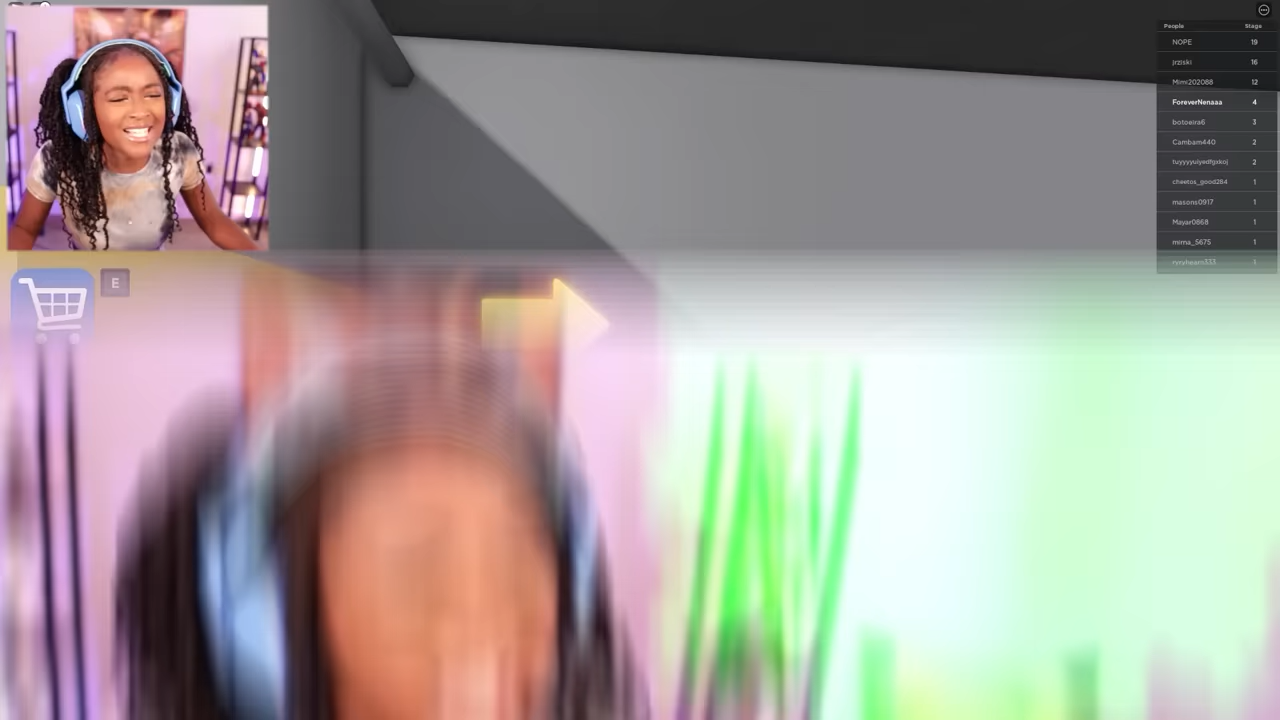 People Stage
NOPE 19
jrziski 16
Mimi202088 12
ForeverNenaaa 4
botoeira6 3
Cambam440 2
2
cheetos_good284 1
masons0917 1
Mayar0868 1
mima_5675 1
E